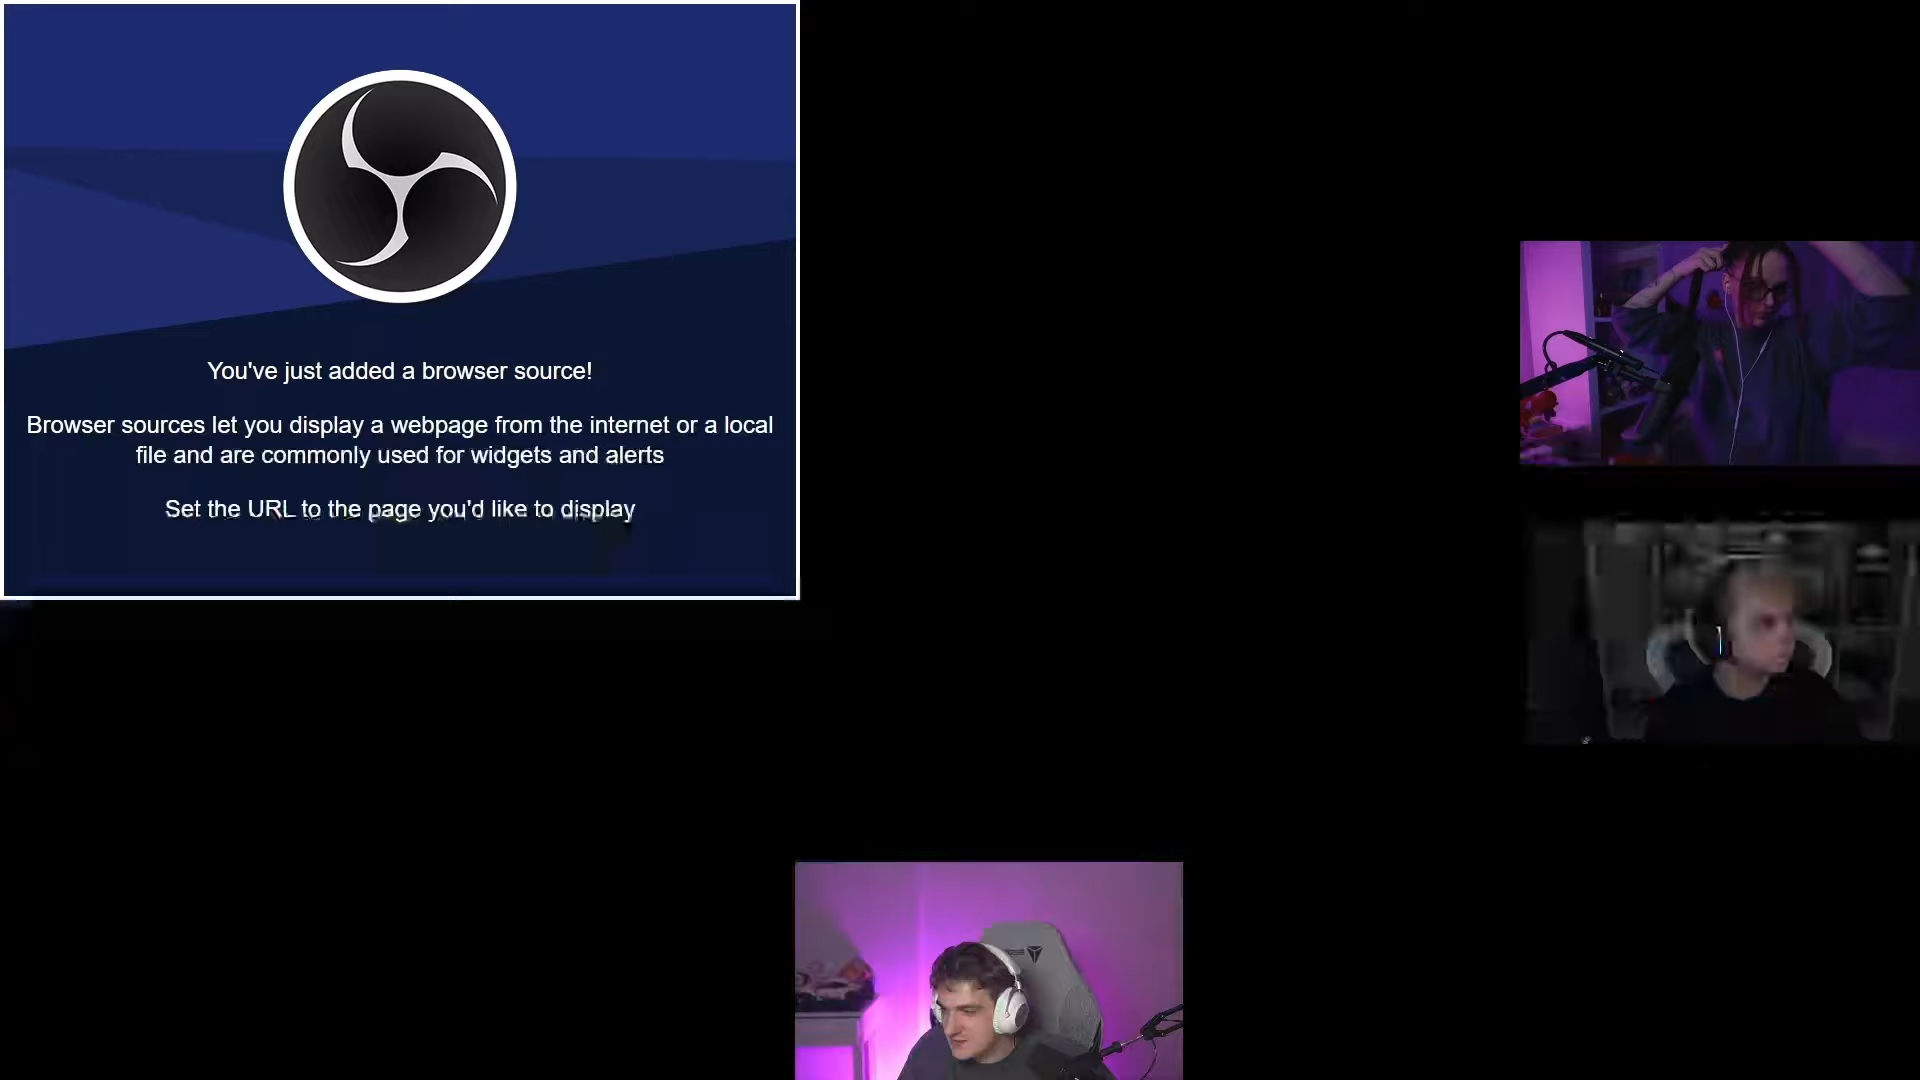 You've just added a browser source!
Browser sources let you display a webpage from the internet or a local
file and are commonly used for widgets and alerts
Set the URL to the page you'd like to display